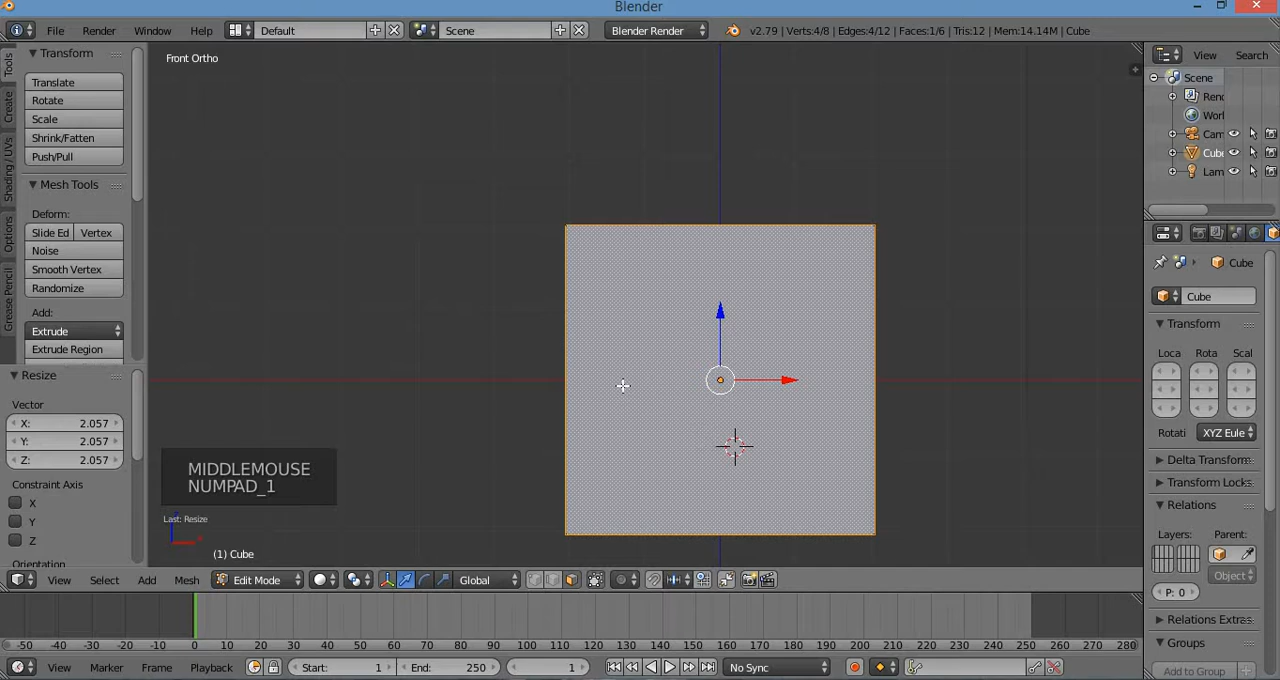 Blender
File Render Window Help Default Scene Blender Render v2.79 | Verts:4/8 | Edges:4/12 | Faces:1/6 | Tris:12 | Mem:14.14M | Cube
Tools
Create
Shading / UVs
Options
Grease Pencil
Transform
Translate
Rotate
Scale
Shrink/Fatten
Push/Pull
Mesh Tools
Deform:
Slide Ed Vertex
Noise
Smooth Vertex
Randomize
Add:
Extrude
Extrude Region
Resize
Vector
X: 2.057
Y: 2.057
Z: 2.057
Constraint Axis
X
Y
Z
Orientation
Front Ortho
MIDDLEMOUSE
NUMPAD_1
Last: Resize
(1) Cube
View Select Add Mesh Edit Mode Global
-50 -40 -30 -20 -10 0 10 20 30 40 50 60 70 80 90 100 110 120 130 140 150 160 170 180 190 200 210 220 230 240 250 260 270 280
View Marker Frame Playback Start: 1 End: 250 1 No Sync
View Search
Scene
Rend
Worl
Cam
Cube
Lam
Cube
Cube
Transform
Loca Rota Scal
Rotati XYZ Eule
Delta Transform
Transform Locks
Relations
Layers: Parent:
Object
P: 0
Relations Extras
Groups
Add to Group